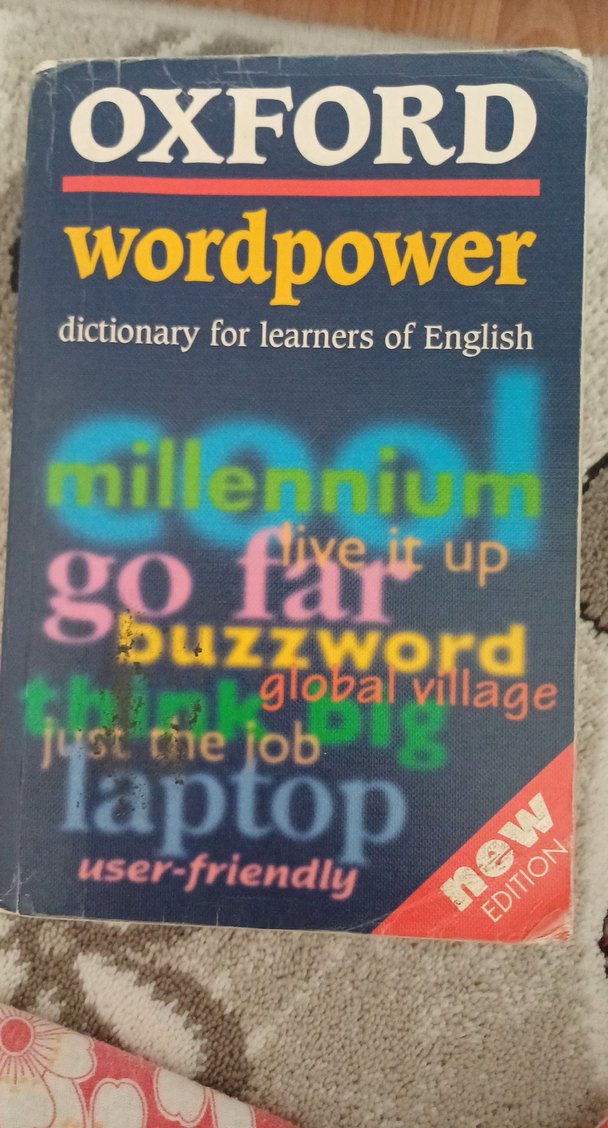 OXFORD
wordpower
dictionary for learners of English
cool
millennium
live it up
go far
buzzword
global village
think big
just the job
laptop
user-friendly
new
EDITION